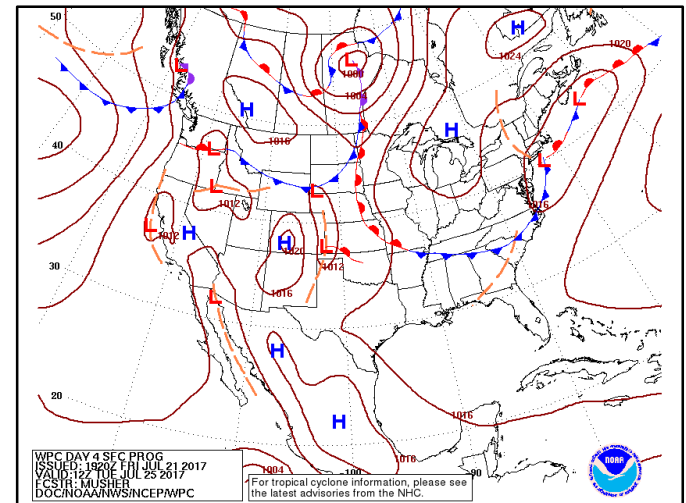 50
H
1024
1020
L
L
1000
1004
L
H
1016
H
40
L
L
L
1012
L
1016
L
1012
H
H
1020
L
1012
30
1016
L
H
20
H
1016
1016
1004
-100
WPC DAY 4 SFC PROG
ISSUED: 1920Z FRI JUL 21 2017
VALID:12Z TUE JUL 25 2017
FCSTR: MUSHER
DOC/NOAA/NWS/NCEP/WPC
For tropical cyclone information, please see
the latest advisories from the NHC.
NOAA